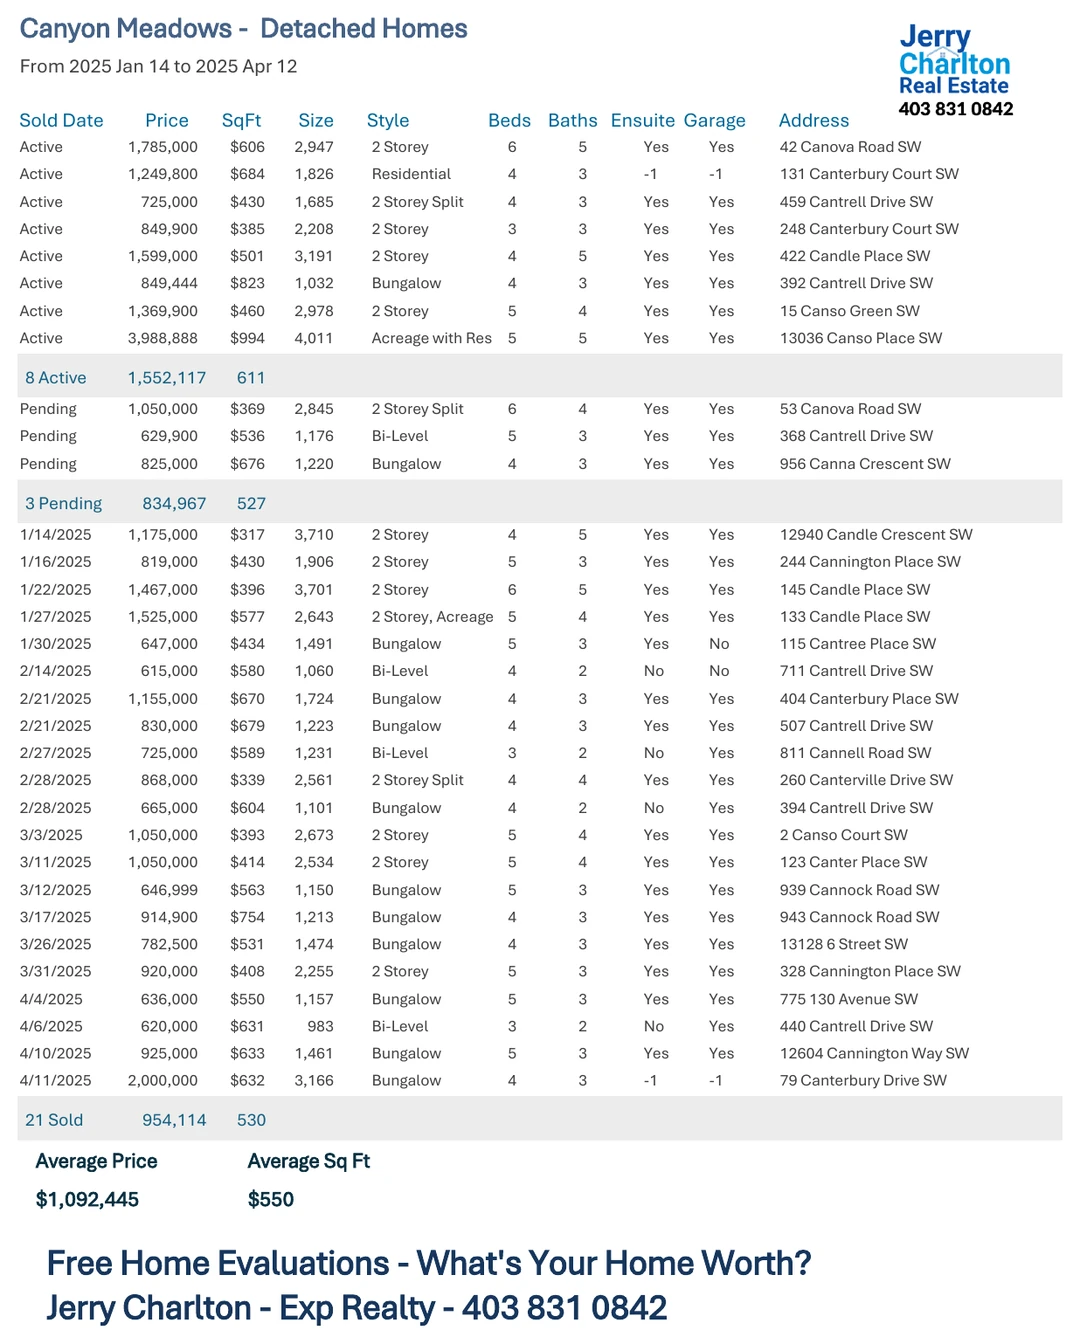 Canyon Meadows - Detached Homes
From 2025 Jan 14 to 2025 Apr 12
Jerry
Charlton
Real Estate
403 831 0842
Sold Date Price SqFt Size Style Beds Baths Ensuite Garage Address
Active 1,785,000 $606 2,947 2 Storey 6 5 Yes Yes 42 Canova Road SW
Active 1,249,800 $684 1,826 Residential 4 3 -1 -1 131 Canterbury Court SW
Active 725,000 $430 1,685 2 Storey Split 4 3 Yes Yes 459 Cantrell Drive SW
Active 849,900 $385 2,208 2 Storey 3 3 Yes Yes 248 Canterbury Court SW
Active 1,599,000 $501 3,191 2 Storey 4 5 Yes Yes 422 Candle Place SW
Active 849,444 $823 1,032 Bungalow 4 3 Yes Yes 392 Cantrell Drive SW
Active 1,369,900 $460 2,978 2 Storey 5 4 Yes Yes 15 Canso Green SW
Active 3,988,888 $994 4,011 Acreage with Res 5 5 Yes Yes 13036 Canso Place SW
8 Active 1,552,117 611
Pending 1,050,000 $369 2,845 2 Storey Split 6 4 Yes Yes 53 Canova Road SW
Pending 629,900 $536 1,176 Bi-Level 5 3 Yes Yes 368 Cantrell Drive SW
Pending 825,000 $676 1,220 Bungalow 4 3 Yes Yes 956 Canna Crescent SW
3 Pending 834,967 527
1/14/2025 1,175,000 $317 3,710 2 Storey 4 5 Yes Yes 12940 Candle Crescent SW
1/16/2025 819,000 $430 1,906 2 Storey 5 3 Yes Yes 244 Cannington Place SW
1/22/2025 1,467,000 $396 3,701 2 Storey 6 5 Yes Yes 145 Candle Place SW
1/27/2025 1,525,000 $577 2,643 2 Storey, Acreage 5 4 Yes Yes 133 Candle Place SW
1/30/2025 647,000 $434 1,491 Bungalow 5 3 Yes No 115 Cantree Place SW
2/14/2025 615,000 $580 1,060 Bi-Level 4 2 No No 711 Cantrell Drive SW
2/21/2025 1,155,000 $670 1,724 Bungalow 4 3 Yes Yes 404 Canterbury Place SW
2/21/2025 830,000 $679 1,223 Bungalow 4 3 Yes Yes 507 Cantrell Drive SW
2/27/2025 725,000 $589 1,231 Bi-Level 3 2 No Yes 811 Cannell Road SW
2/28/2025 868,000 $339 2,561 2 Storey Split 4 4 Yes Yes 260 Canterville Drive SW
2/28/2025 665,000 $604 1,101 Bungalow 4 2 No Yes 394 Cantrell Drive SW
3/3/2025 1,050,000 $393 2,673 2 Storey 5 4 Yes Yes 2 Canso Court SW
3/11/2025 1,050,000 $414 2,534 2 Storey 5 4 Yes Yes 123 Canter Place SW
3/12/2025 646,999 $563 1,150 Bungalow 5 3 Yes Yes 939 Cannock Road SW
3/17/2025 914,900 $754 1,213 Bungalow 4 3 Yes Yes 943 Cannock Road SW
3/26/2025 782,500 $531 1,474 Bungalow 4 3 Yes Yes 13128 6 Street SW
3/31/2025 920,000 $408 2,255 2 Storey 5 3 Yes Yes 328 Cannington Place SW
4/4/2025 636,000 $550 1,157 Bungalow 5 3 Yes Yes 775 130 Avenue SW
4/6/2025 620,000 $631 983 Bi-Level 3 2 No Yes 440 Cantrell Drive SW
4/10/2025 925,000 $633 1,461 Bungalow 5 3 Yes Yes 12604 Cannington Way SW
4/11/2025 2,000,000 $632 3,166 Bungalow 4 3 -1 -1 79 Canterbury Drive SW
21 Sold 954,114 530
Average Price Average Sq Ft
$1,092,445 $550
Free Home Evaluations - What's Your Home Worth?
Jerry Charlton - Exp Realty - 403 831 0842